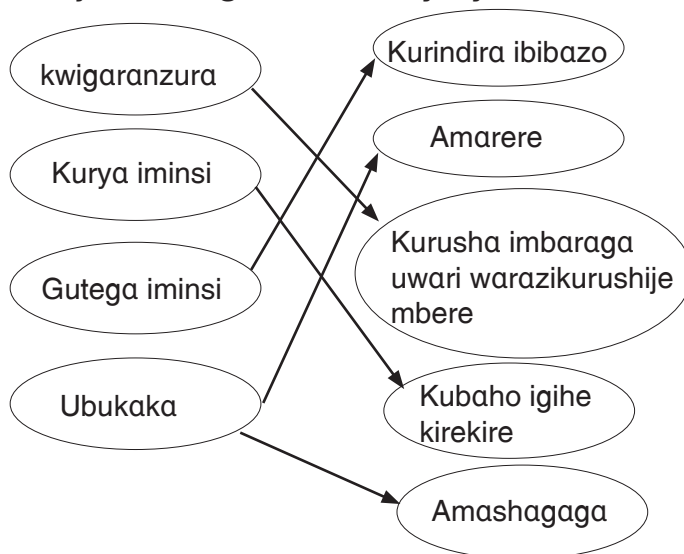 kwigaranzura
Kurya iminsi
Gutega iminsi
Ubukaka
Kurindira ibibazo
Amarere
Kurusha imbaraga
uwari warazikurushije
mbere
Kubaho igihe
kirekire
Amashagaga